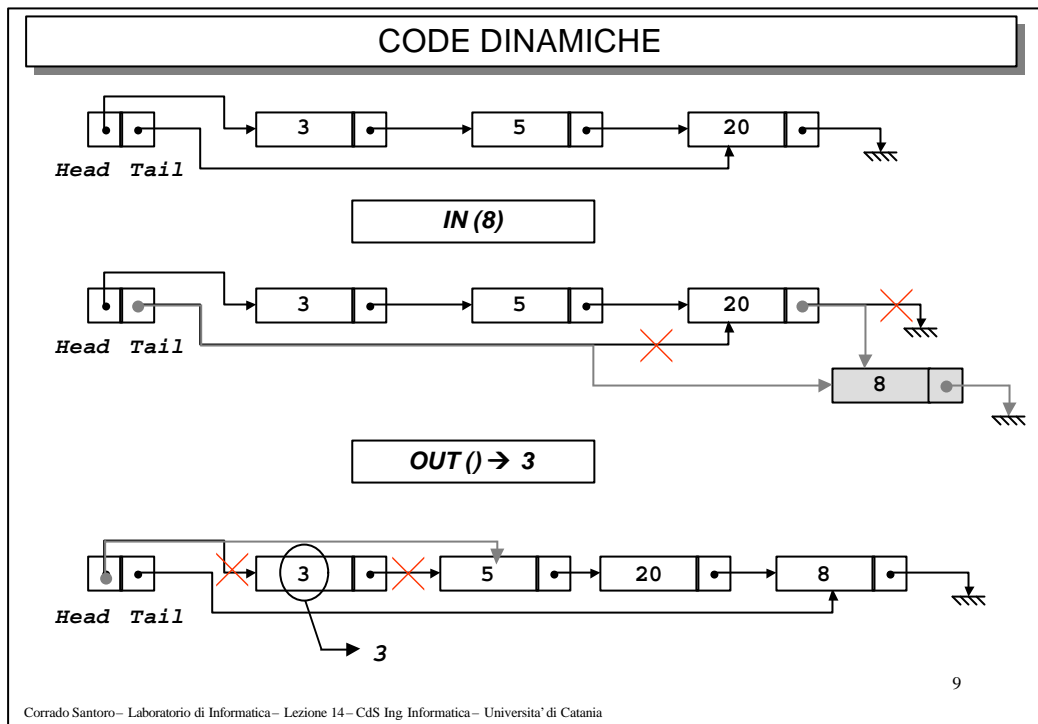 CODE DINAMICHE
3 5 20
Head Tail
IN (8)
3 5 20
Head Tail
8
OUT () → 3
3 5 20 8
Head Tail
3
9
Corrado Santoro – Laboratorio di Informatica – Lezione 14 – CdS Ing. Informatica – Universita' di Catania